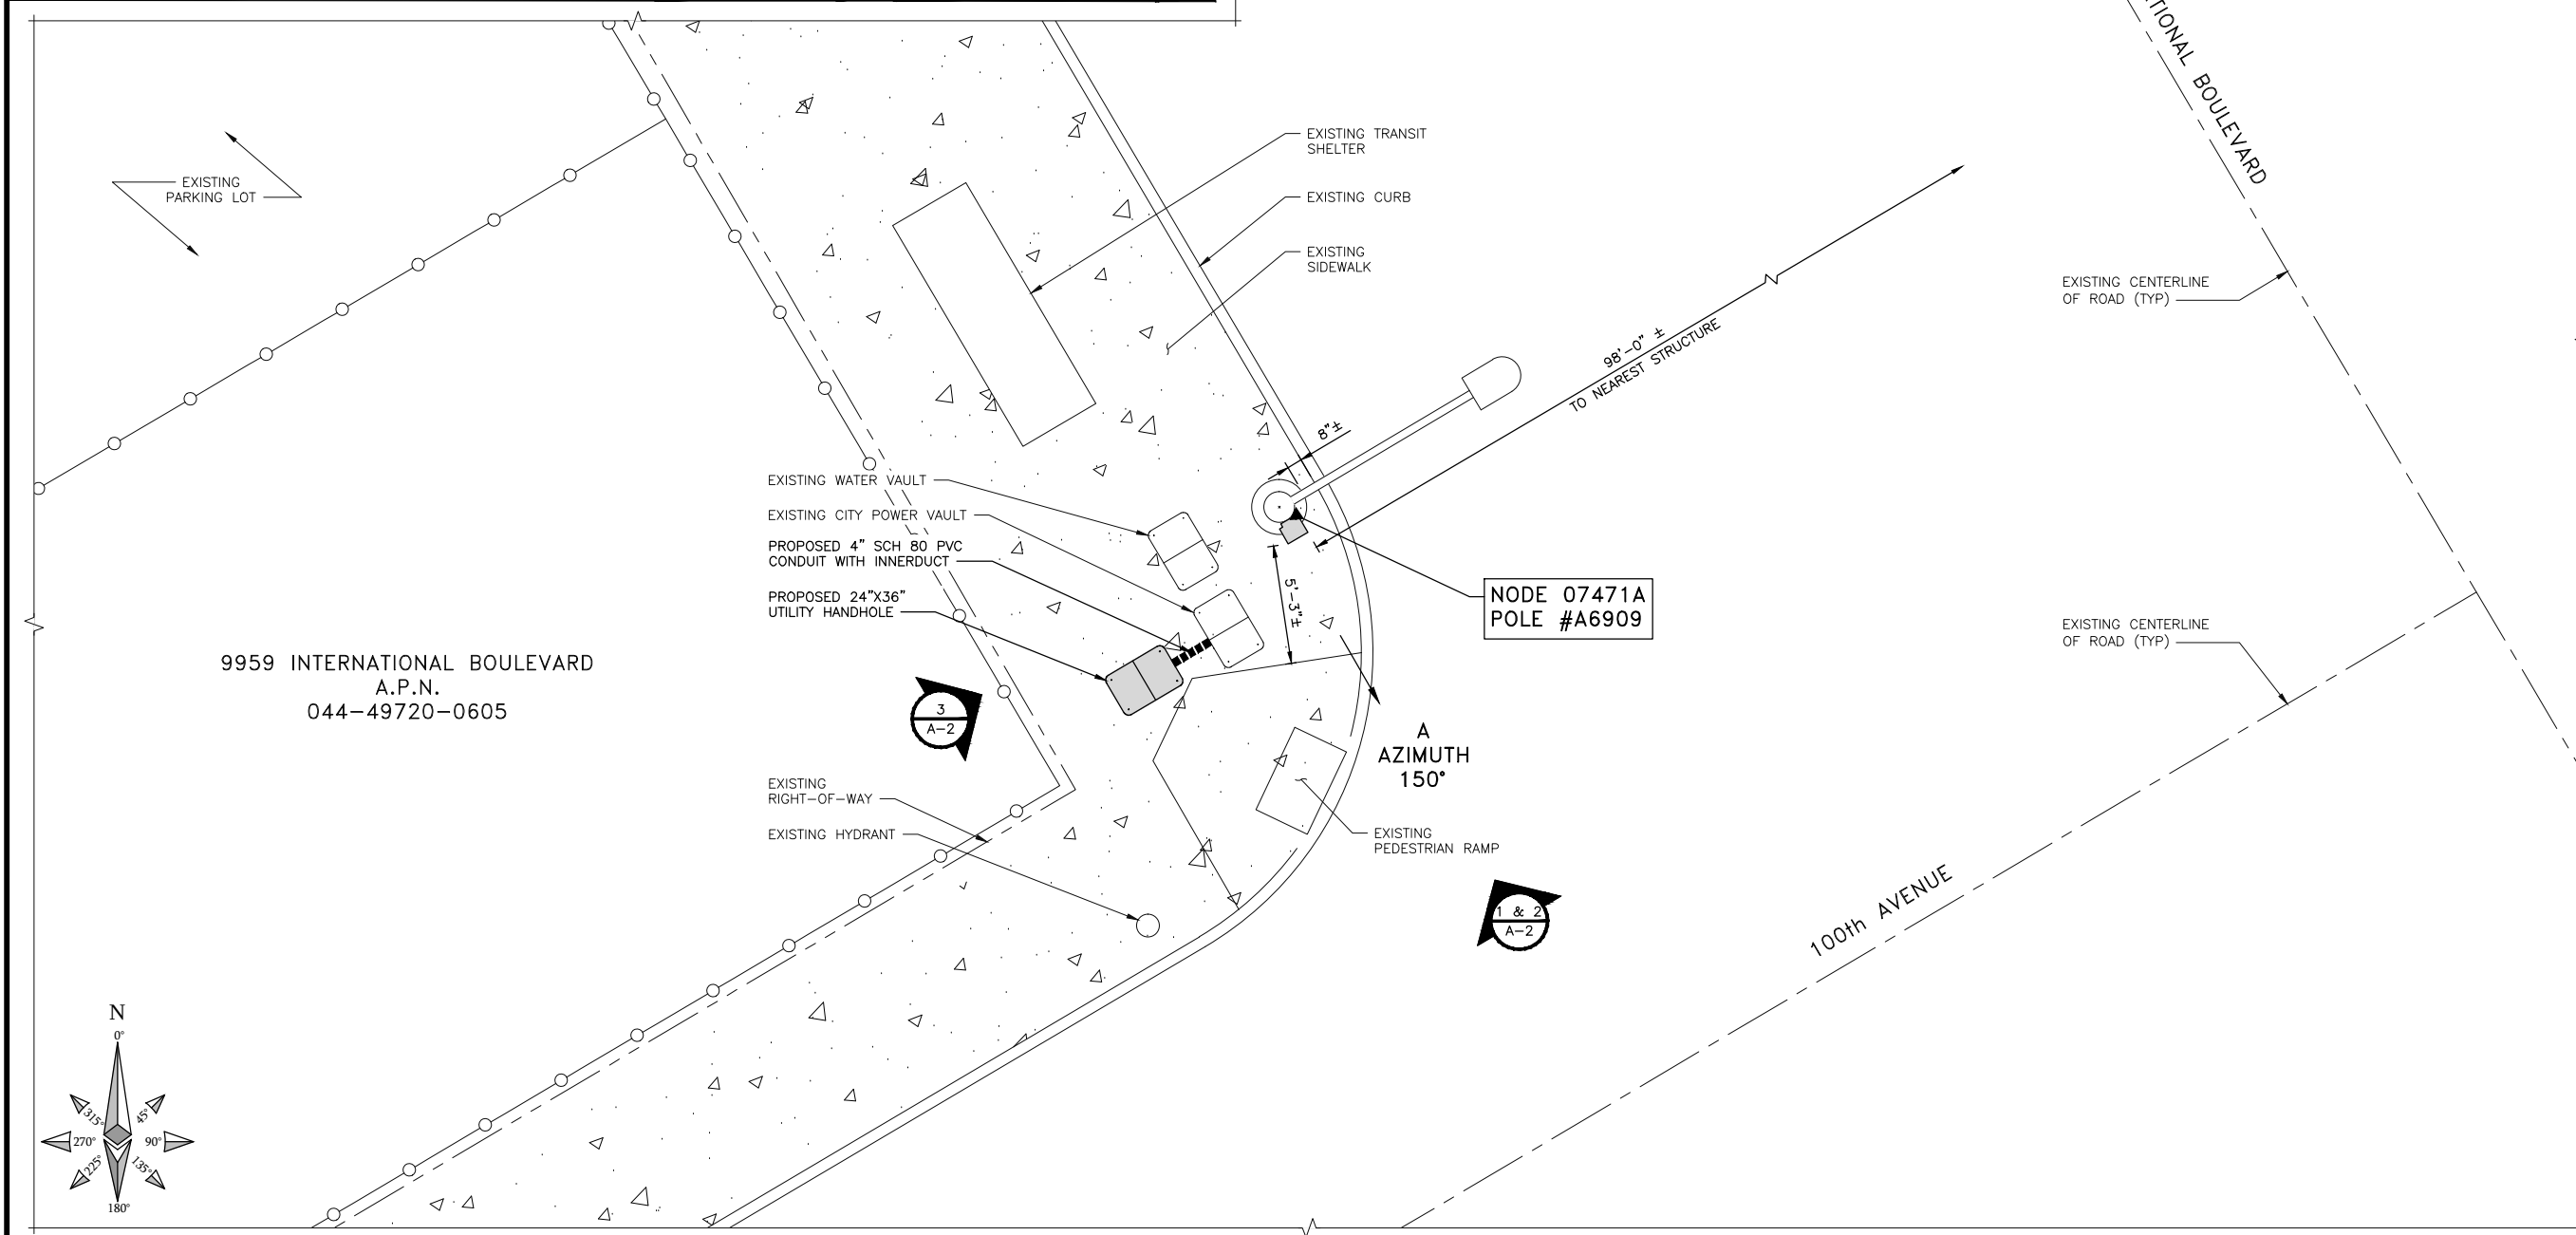 TIONAL BOULEVARD
EXISTING TRANSIT
SHELTER
EXISTING
PARKING LOT
EXISTING CURB
EXISTING
SIDEWALK
EXISTING CENTERLINE
OF ROAD (TYP)
98'-0" ±
TO NEAREST STRUCTURE
8"±
EXISTING WATER VAULT
EXISTING CITY POWER VAULT
PROPOSED 4" SCH 80 PVC
CONDUIT WITH INNERDUCT
PROPOSED 24"X36"
UTILITY HANDHOLE
5'-3"±
NODE 07471A
POLE #A6909
EXISTING CENTERLINE
OF ROAD (TYP)
9959 INTERNATIONAL BOULEVARD
A.P.N.
044-49720-0605
3
A-2
A
AZIMUTH
150°
EXISTING
RIGHT-OF-WAY
EXISTING HYDRANT
EXISTING
PEDESTRIAN RAMP
1 & 2
A-2
100th AVENUE
N
0°
315°
45°
270°
90°
225°
135°
180°